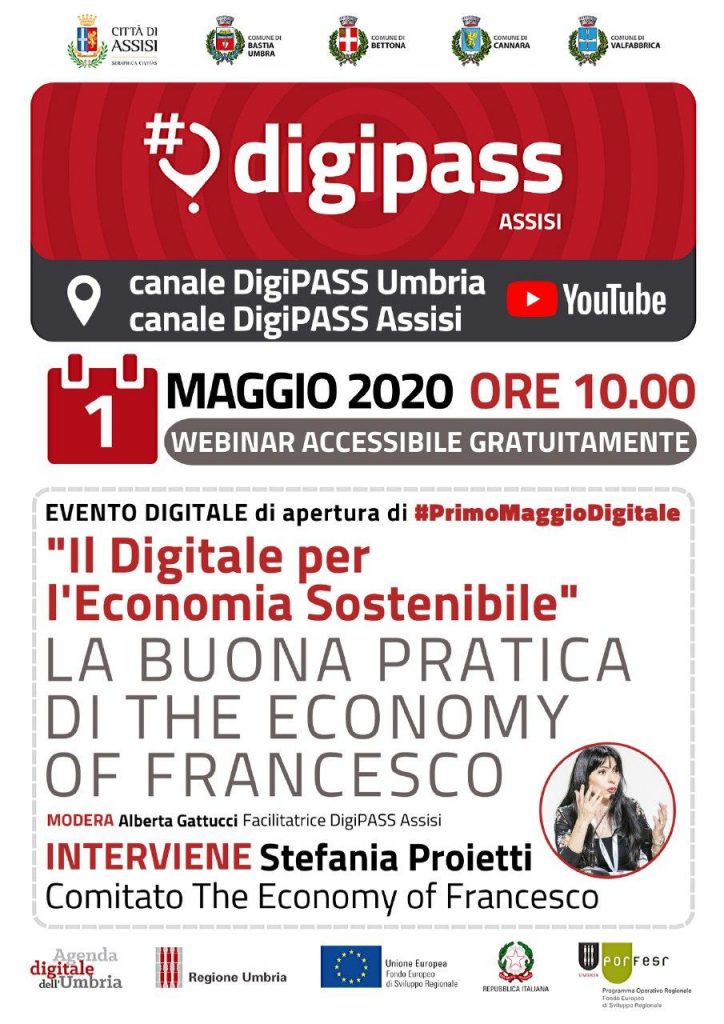 CITTÀ DI
ASSISI
SERAPHICA CIVITAS
COMUNE DI
BASTIA
UMBRA
COMUNE DI
BETTONA
COMUNE DI
CANNARA
COMUNE DI
VALFABBRICA
# digipass
ASSISI
canale DigiPASS Umbria
canale DigiPASS Assisi
YouTube
1
MAGGIO 2020 ORE 10.00
WEBINAR ACCESSIBILE GRATUITAMENTE
EVENTO DIGITALE di apertura di #PrimoMaggioDigitale
"Il Digitale per
l'Economia Sostenibile"
LA BUONA PRATICA
DI THE ECONOMY
OF FRANCESCO
MODERA Alberta Gattucci Facilitatrice DigiPASS Assisi
INTERVIENE Stefania Proietti
Comitato The Economy of Francesco
Agenda
digitale
dell'Umbria
Regione Umbria
Unione Europea
Fondo Europeo
di Sviluppo Regionale
REPUBBLICA ITALIANA
UMBRIA
porfesr
Programma Operativo Regionale
Fondo Europeo
di Sviluppo Regionale